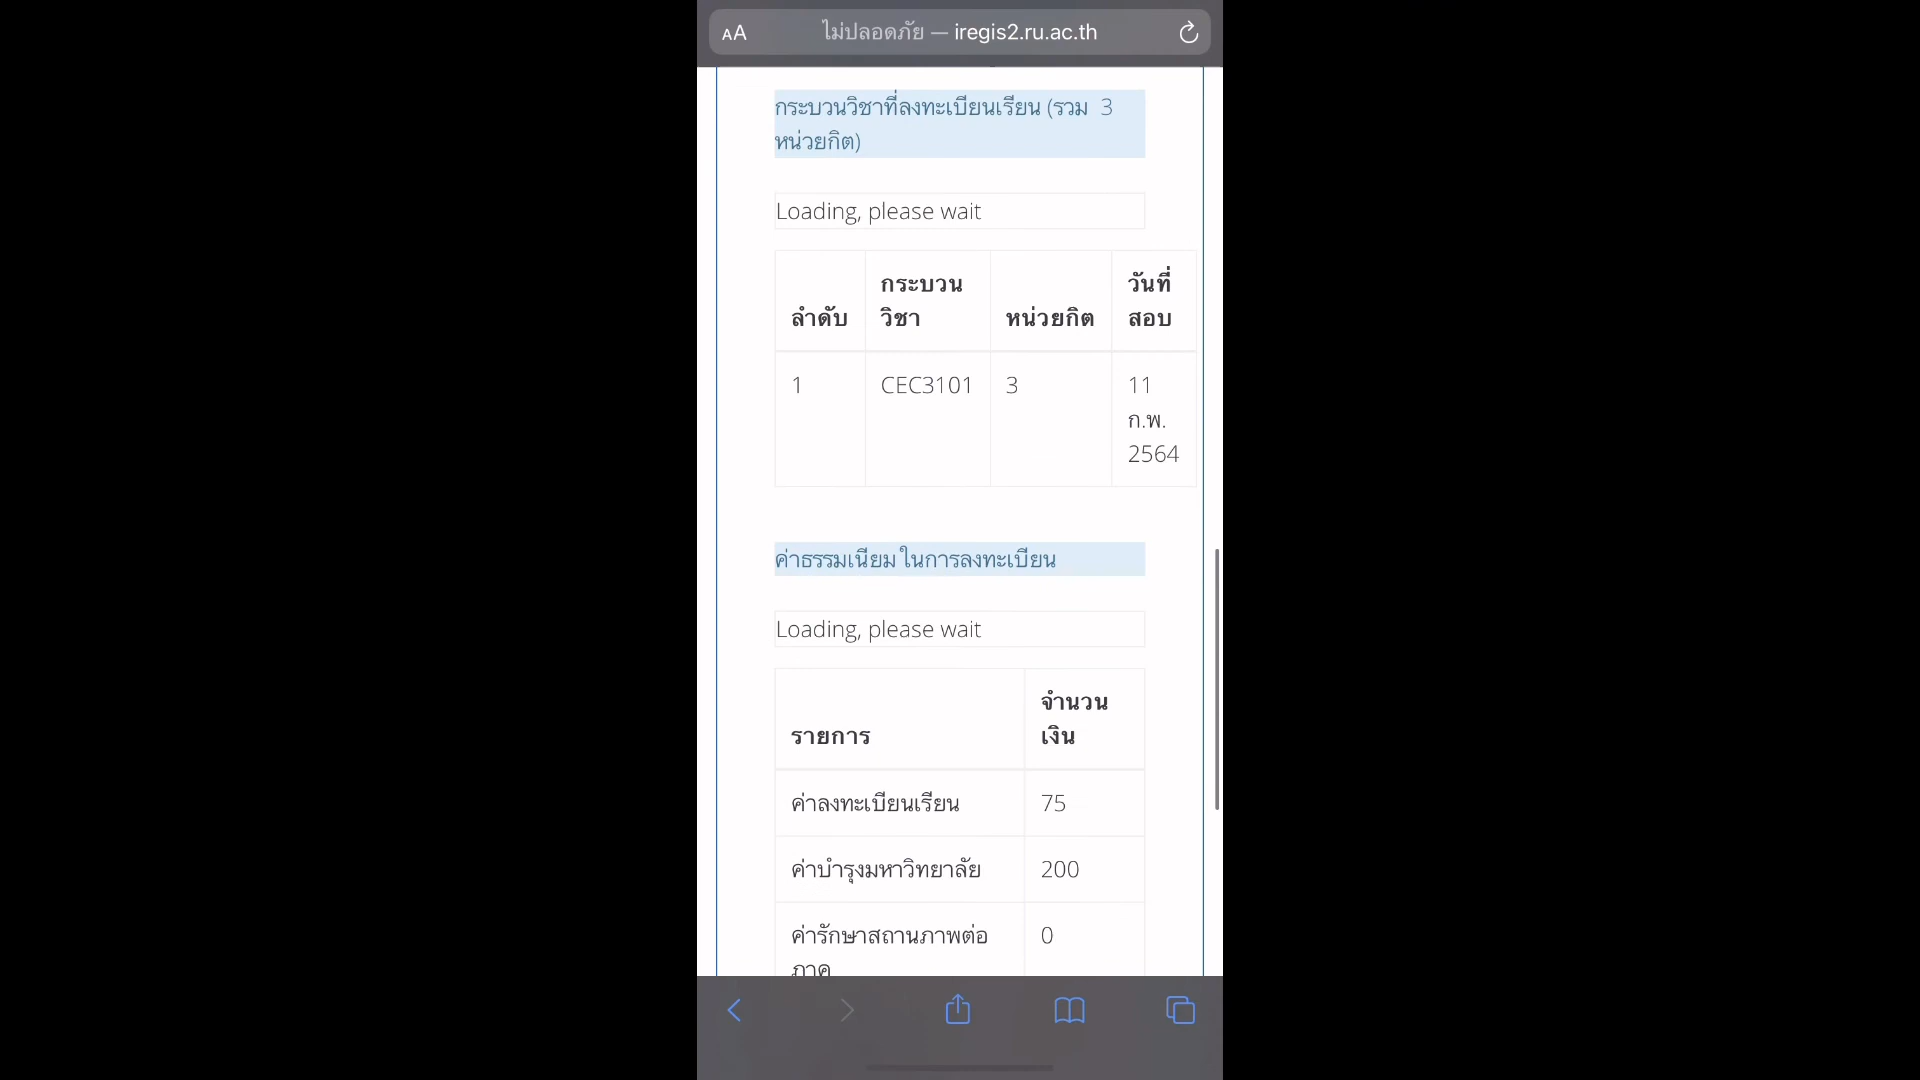 AA ไม่ปลอดภัย — iregis2.ru.ac.th
กระบวนวิชาที่ลงทะเบียนเรียน (รวม 3
หน่วยกิต)
Loading, please wait
ลำดับ กระบวน วิชา หน่วยกิต วันที่ สอบ
1 CEC3101 3 11
ก.พ.
2564
ค่าธรรมเนียม ในการลงทะเบียน
Loading, please wait
รายการ จำนวน เงิน
ค่าลงทะเบียนเรียน 75
ค่าบำรุงมหาวิทยาลัย 200
ค่ารักษาสถานภาพต่อ 0
ภาค